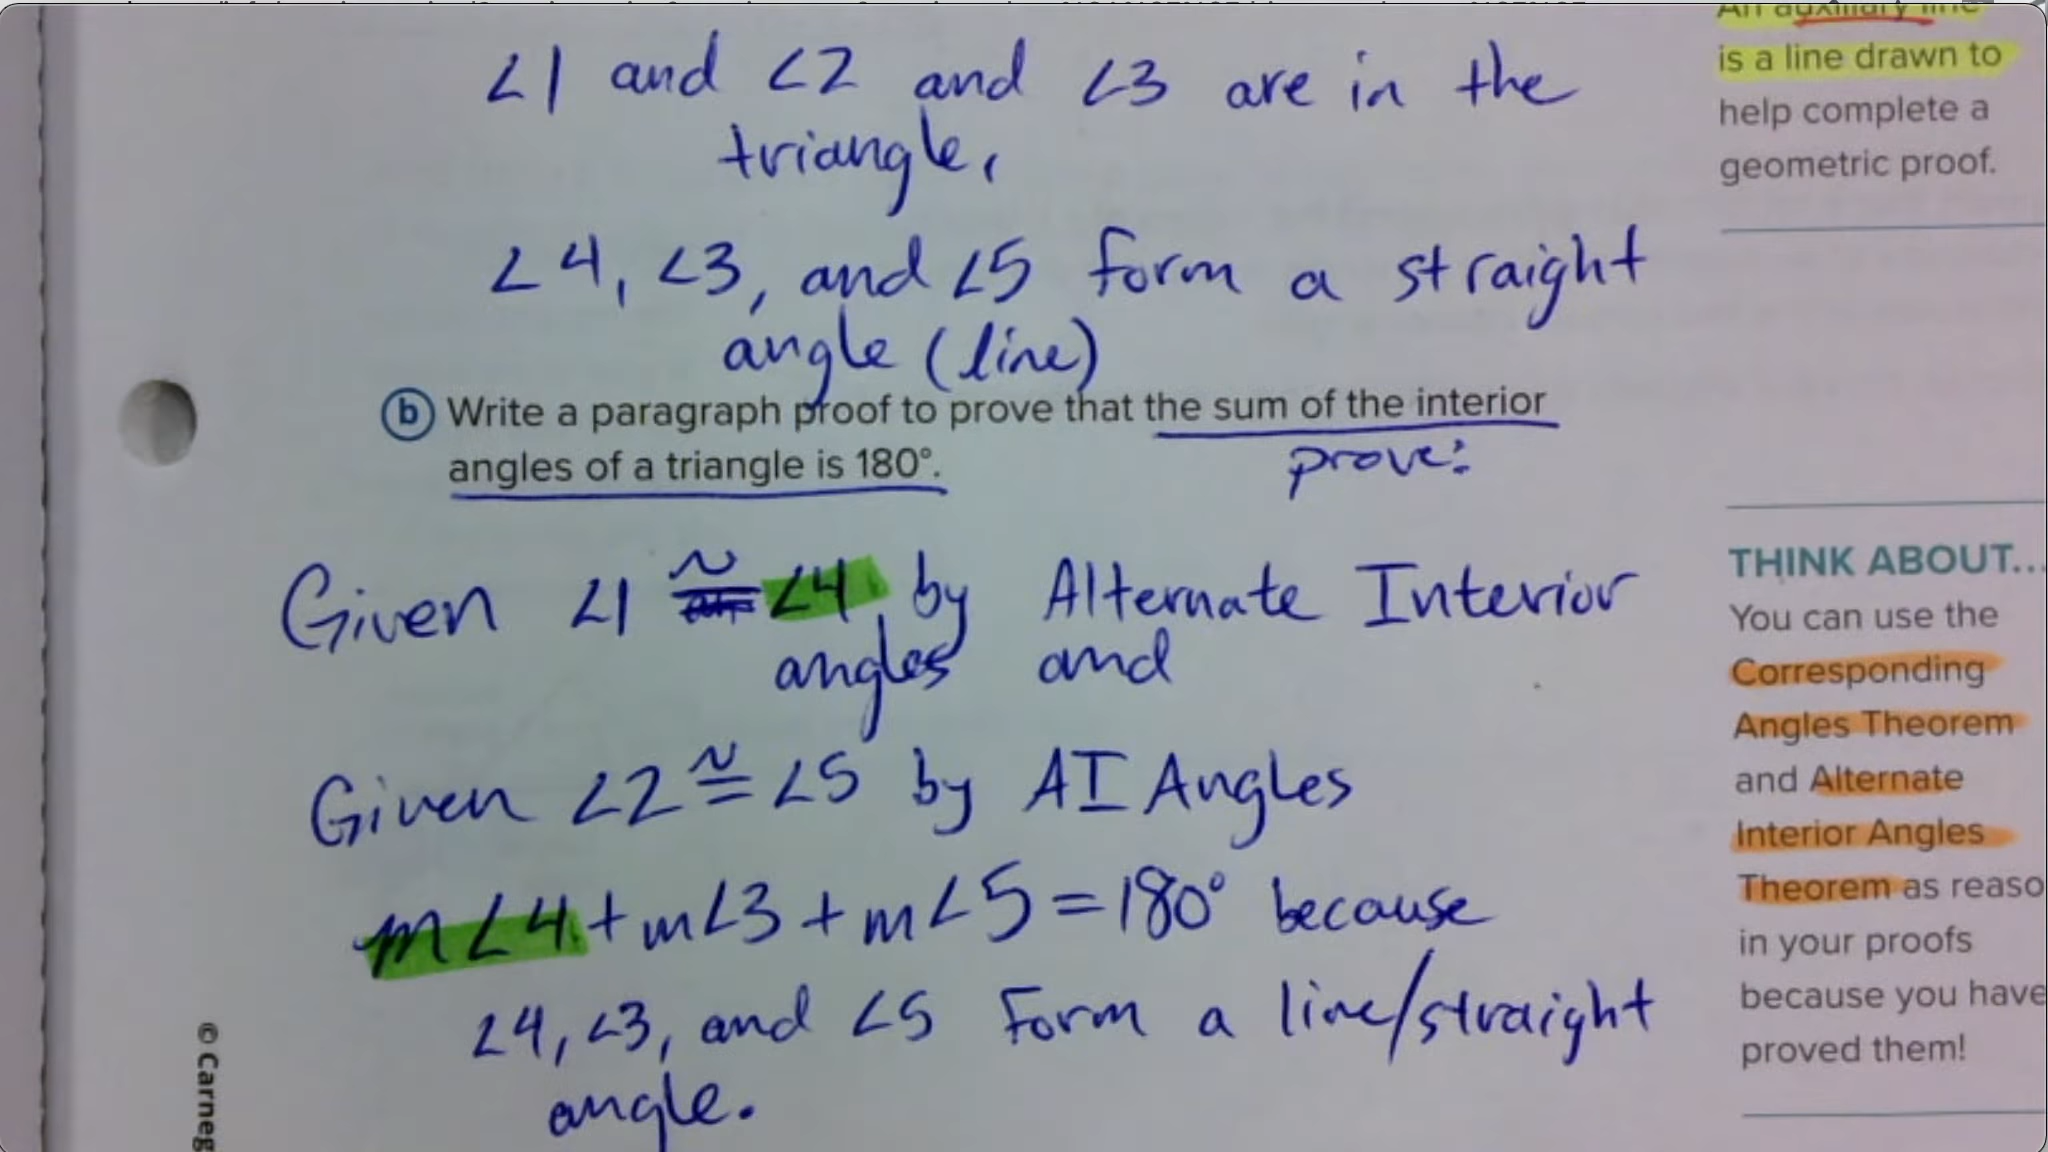 ∠1 and ∠2 and ∠3 are in the
triangle,
∠4, ∠3, and ∠5 form a straight
angle (line)
b Write a paragraph proof to prove that the sum of the interior
angles of a triangle is 180°.
prove:
Given ∠1 ≅ ∠4 by Alternate Interior
angles and
Given ∠2 ≅ ∠5 by AI Angles
m∠4 + m∠3 + m∠5 = 180° because
∠4, ∠3, and ∠5 form a line/straight
angle.
An auxiliary line
is a line drawn to
help complete a
geometric proof.
THINK ABOUT...
You can use the
Corresponding
Angles Theorem
and Alternate
Interior Angles
Theorem as reaso
in your proofs
because you have
proved them!
© Carneg